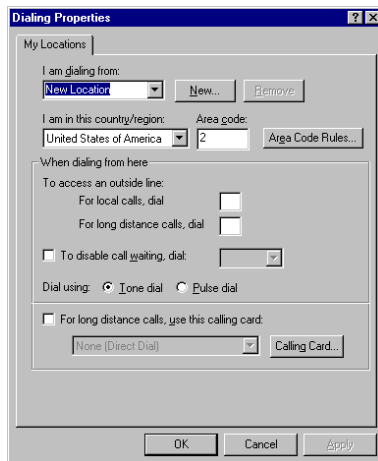 Dialing Properties
My Locations
I am dialing from:
New Location
New...
Remove
I am in this country/region:
Area code:
United States of America
2
Area Code Rules...
When dialing from here
To access an outside line:
For local calls, dial
For long distance calls, dial
To disable call waiting, dial:
Dial using:
Tone dial
Pulse dial
For long distance calls, use this calling card:
None (Direct Dial)
Calling Card...
OK
Cancel
Apply